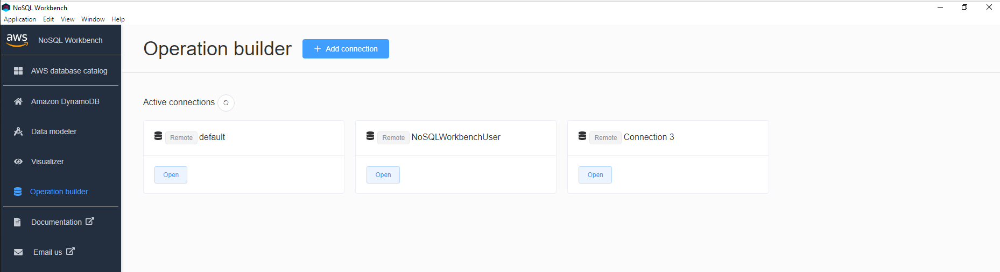 NoSQL Workbench
Application Edit View Window Help
aws NoSQL Workbench
AWS database catalog
Amazon DynamoDB
Data modeler
Visualizer
Operation builder
Documentation
Email us
Operation builder
Add connection
Active connections
Remote default
Open
Remote NoSQLWorkbenchUser
Open
Remote Connection 3
Open